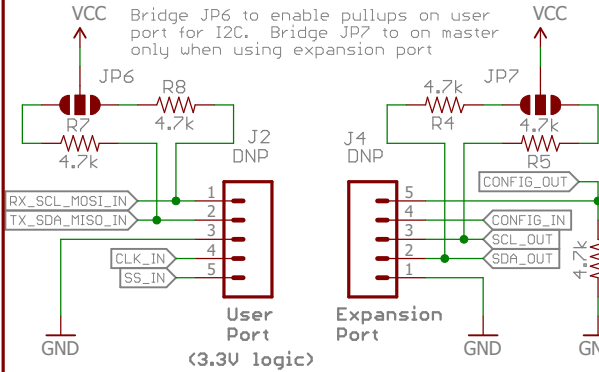 VCC
Bridge JP6 to enable pullups on user
port for I2C. Bridge JP7 to on master
only when using expansion port
VCC
JP6
R8
4.7k
R7
4.7k
J2
DNP
4.7k
R4
JP7
4.7k
R5
4.7k
J4
DNP
CONFIG_OUT
RX_SCL_MOSI_IN
TX_SDA_MISO_IN
CLK_IN
SS_IN
1
2
3
4
5
5
4
3
2
1
CONFIG_IN
SCL_OUT
SDA_OUT
4.7k
GND
User
Port
(3.3V logic)
Expansion
Port
GND
GN